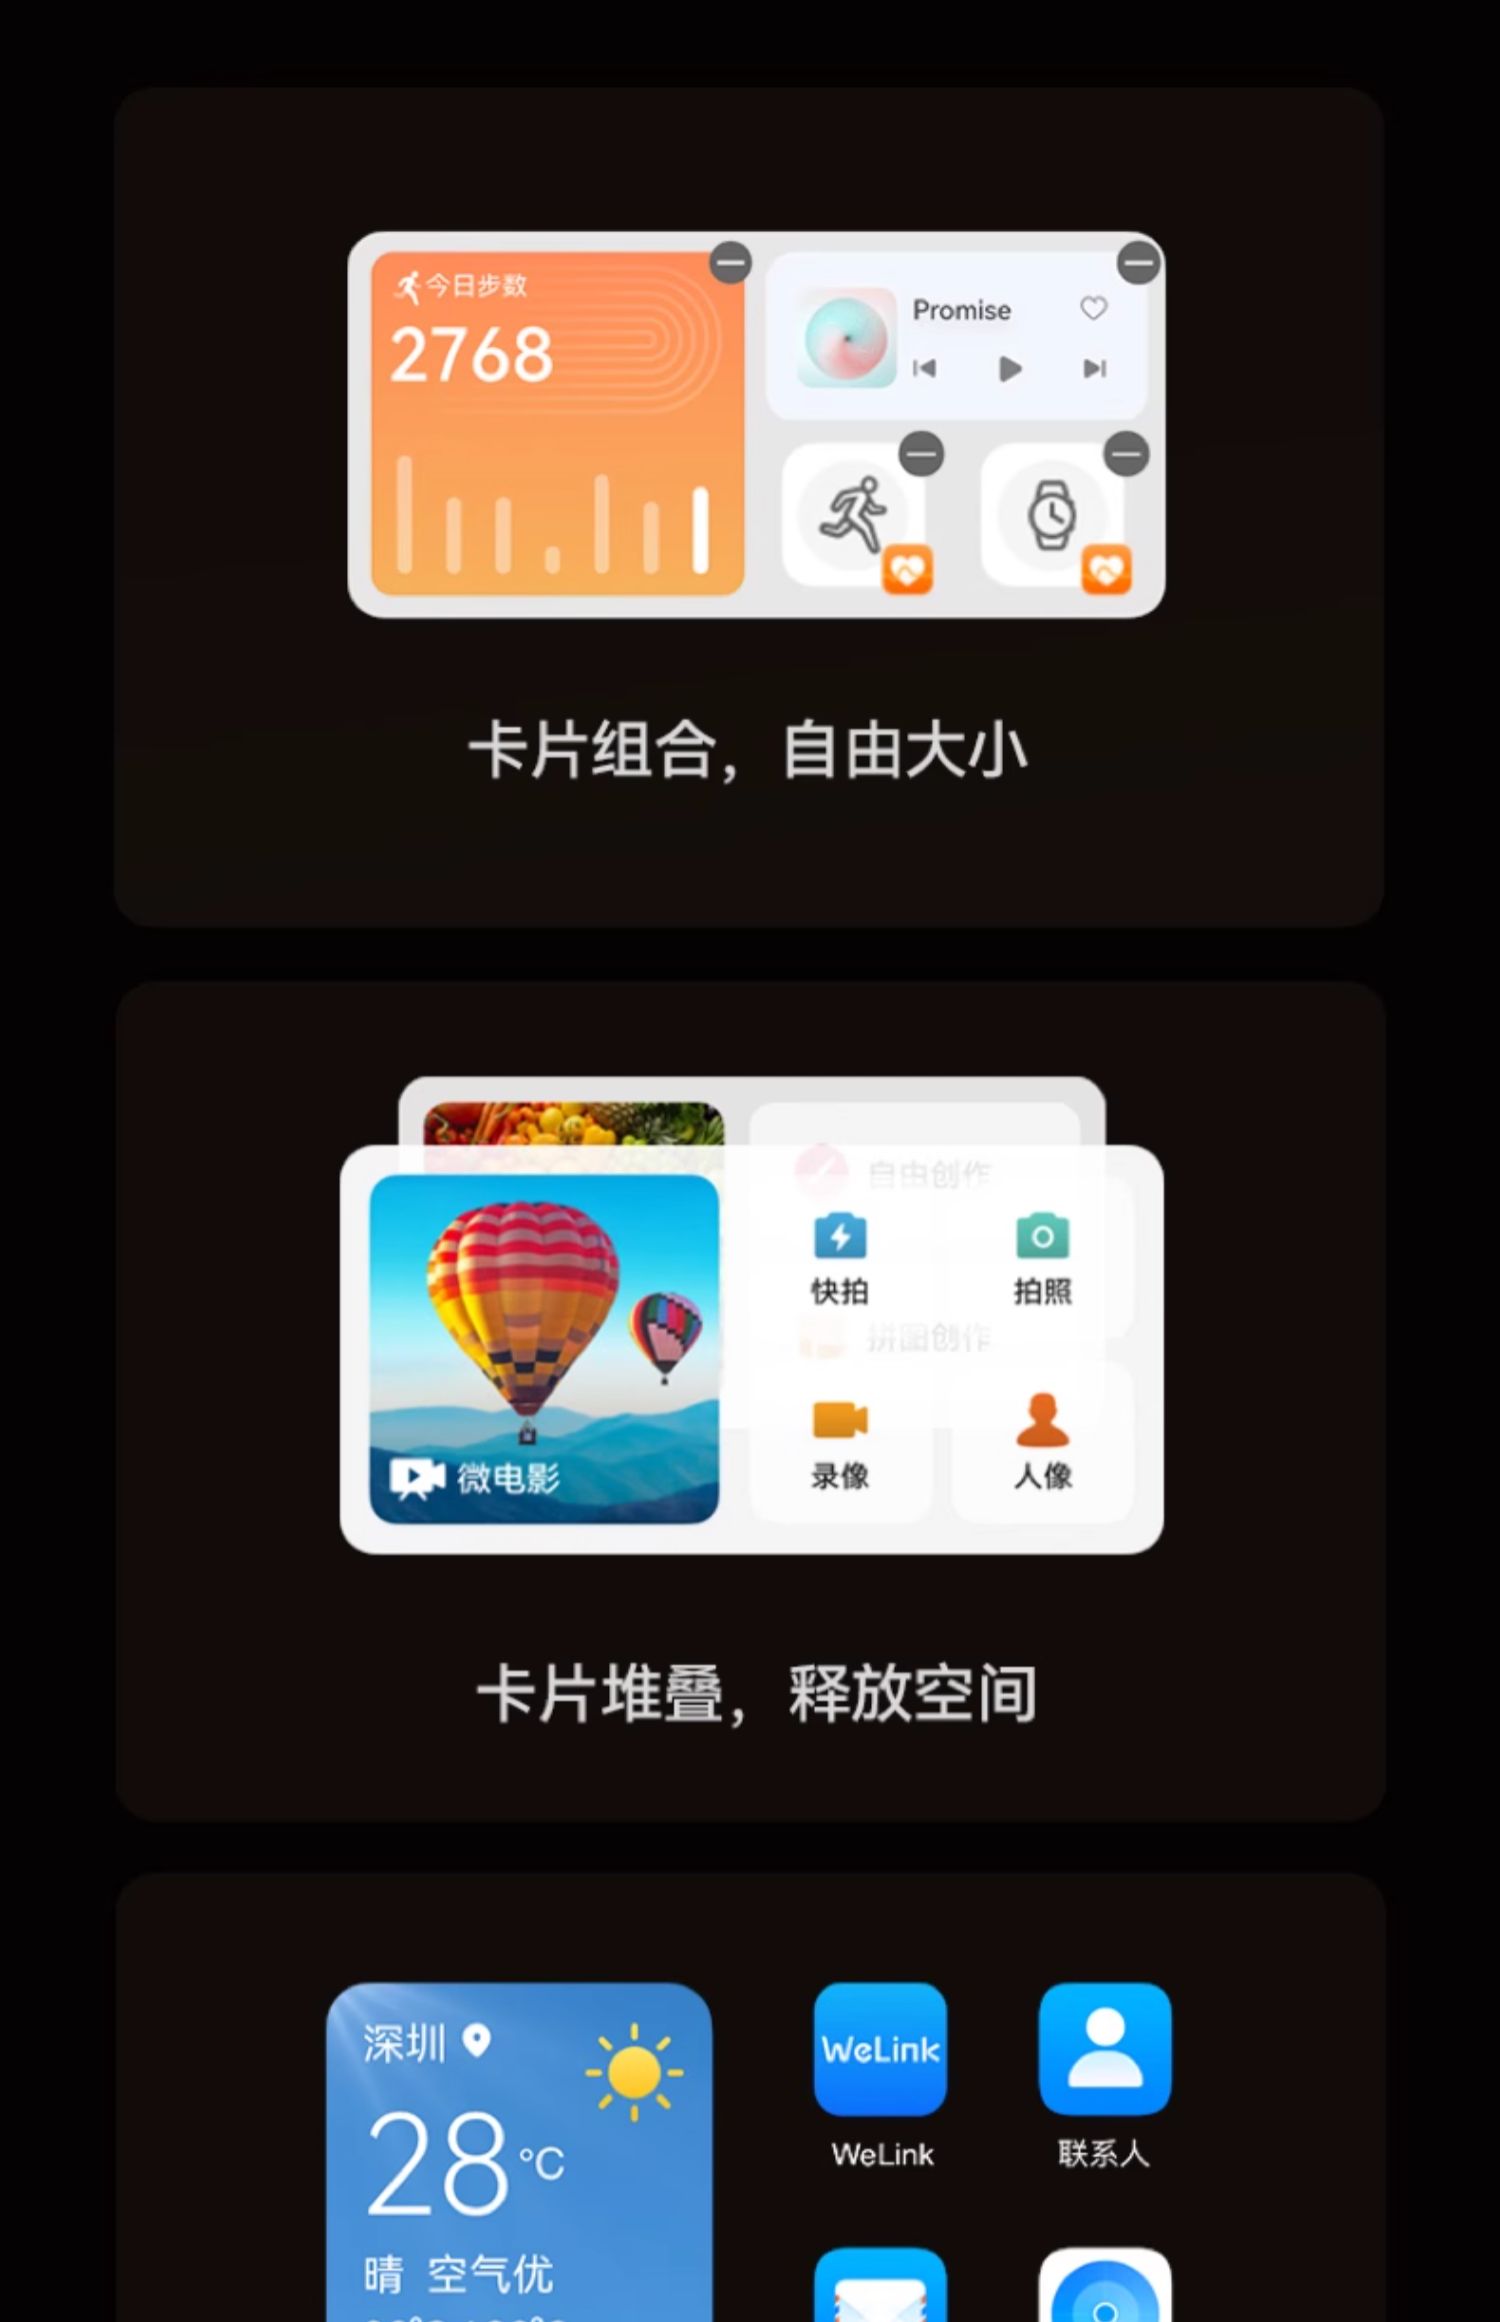 今日步数
2768
Promise
卡片组合，自由大小
自由创作
快拍
拍照
拼图创作
微电影
录像
人像
卡片堆叠，释放空间
深圳
28°C
晴 空气优
WeLink
WeLink
联系人